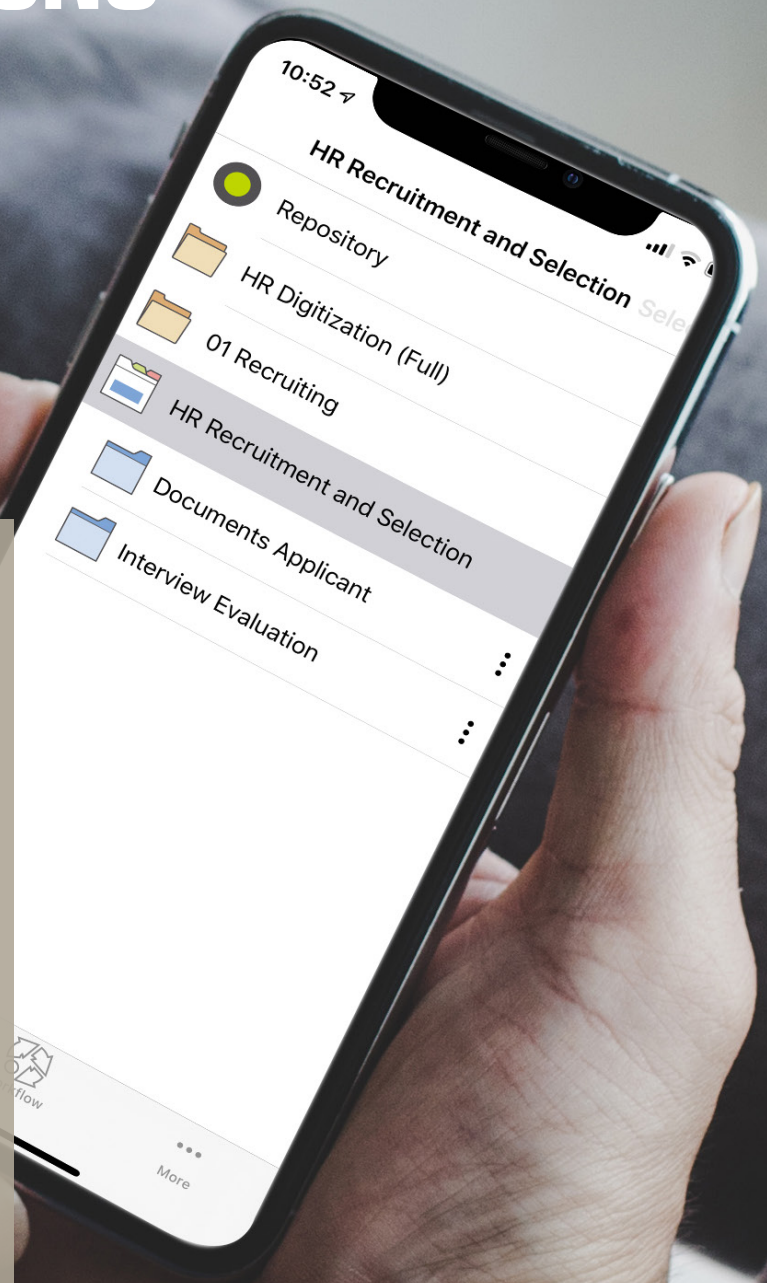 10:52
HR Recruitment and Selection
Repository
HR Digitization (Full)
01 Recruiting
HR Recruitment and Selection
Documents Applicant
Interview Evaluation
More